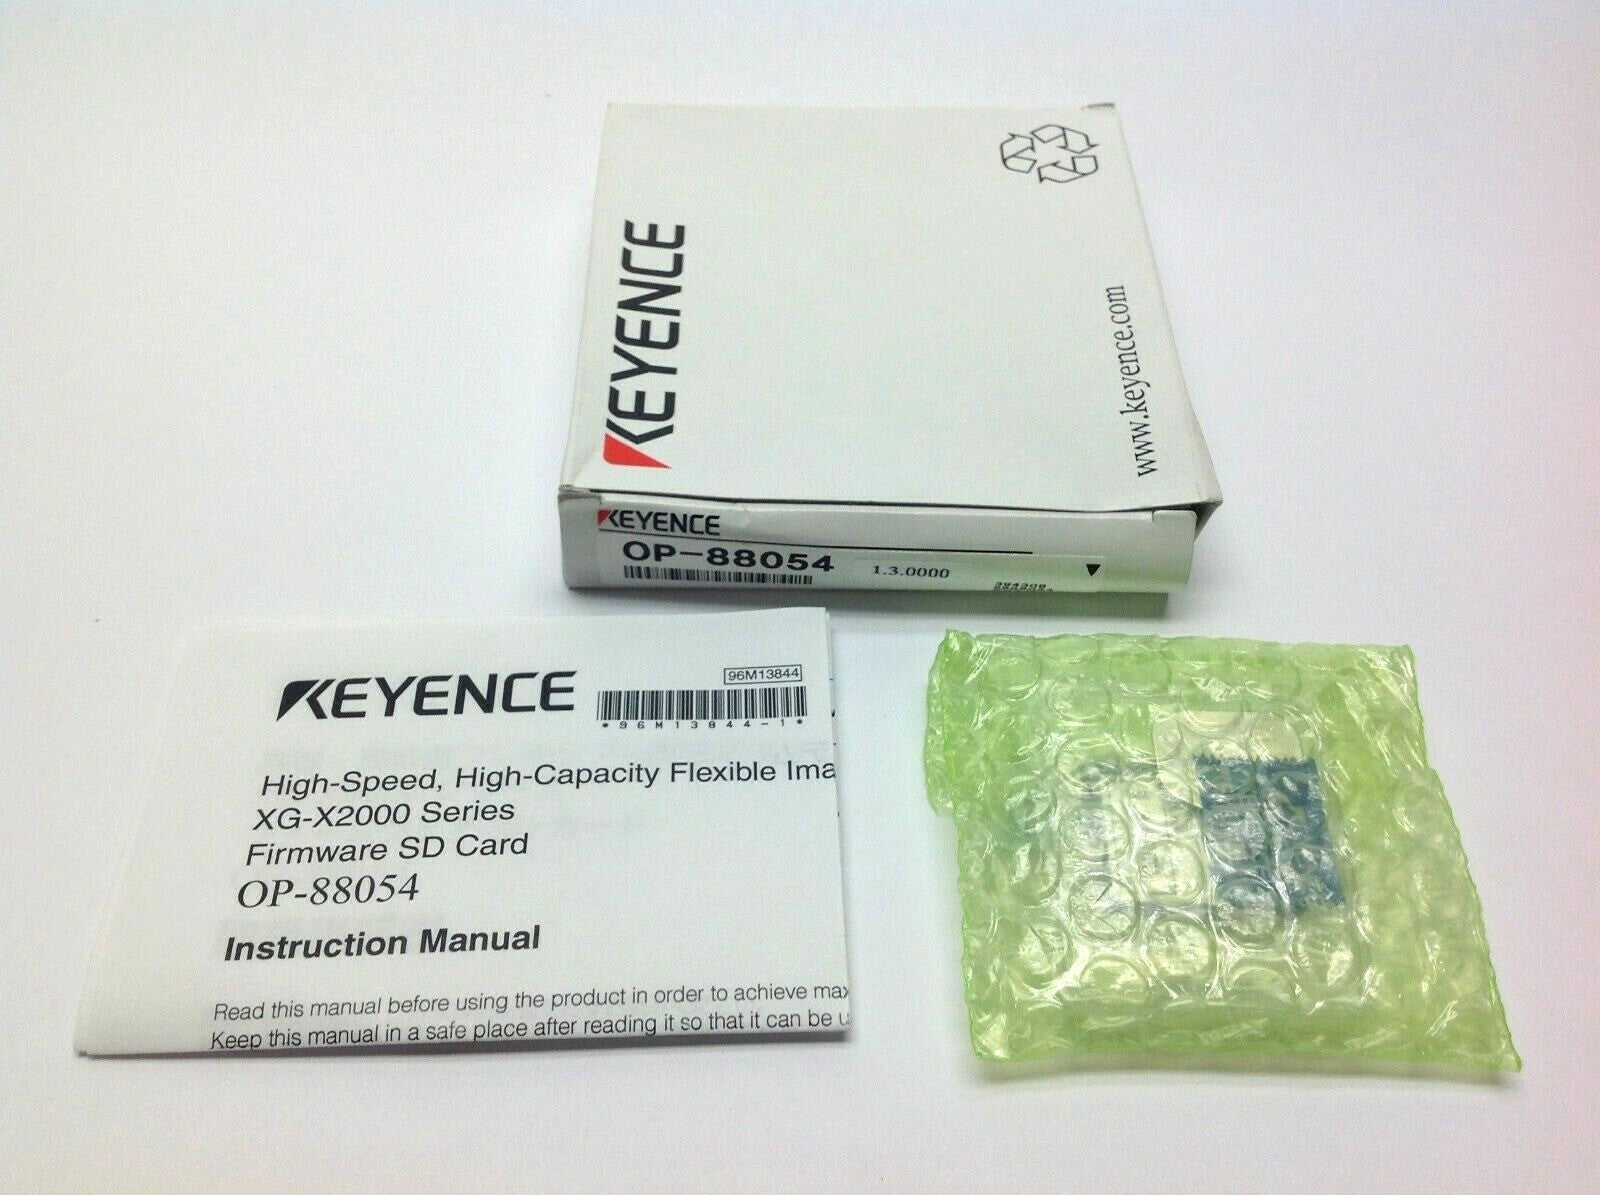 KEYENCE
www.keyence.com
KEYENCE
OP-88054
1.3.0000
KEYENCE
96M13844
*96M13844-1*
High-Speed, High-Capacity Flexible Ima
XG-X2000 Series
Firmware SD Card
OP-88054
Instruction Manual
Read this manual before using the product in order to achieve max
Keep this manual in a safe place after reading it so that it can be u